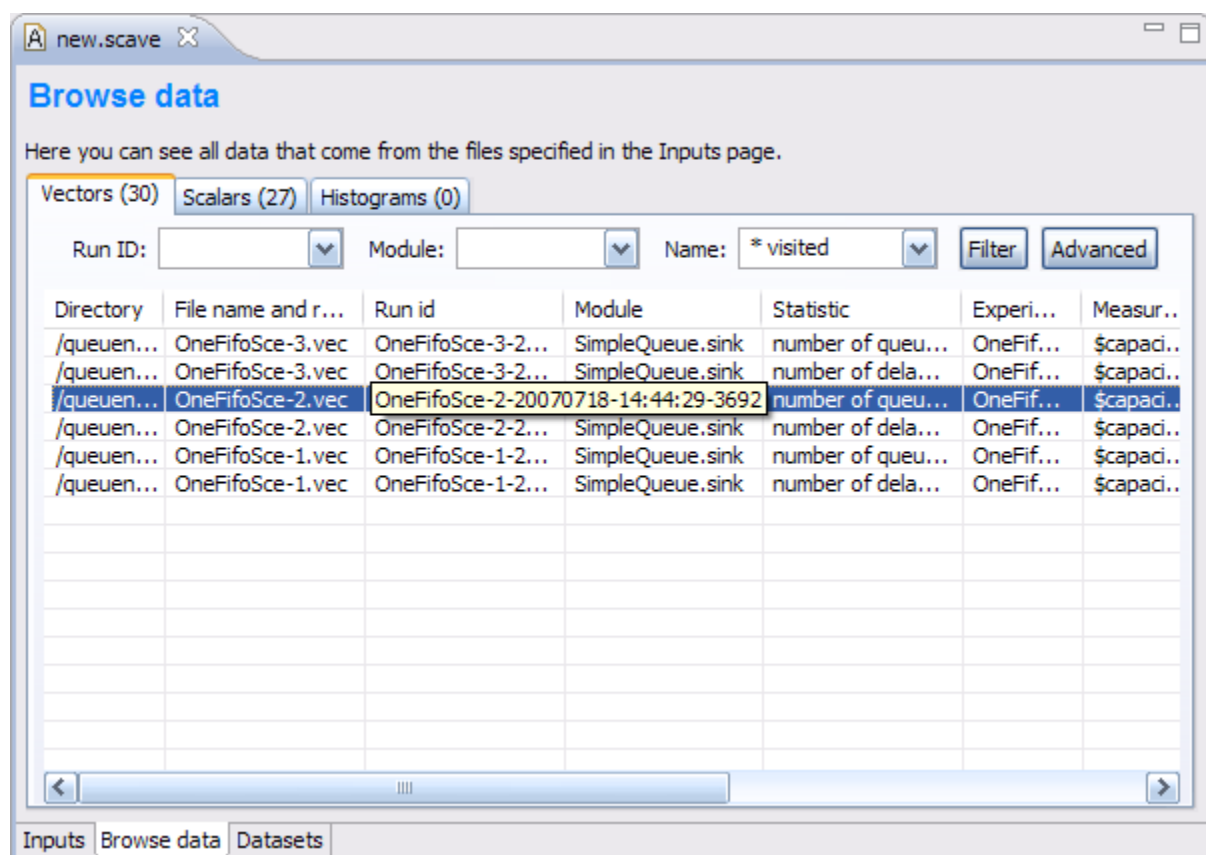 new.scave
Browse data
Here you can see all data that come from the files specified in the Inputs page.
Vectors (30) Scalars (27) Histograms (0)
Run ID: Module: Name: * visited Filter Advanced
Directory File name and r... Run id Module Statistic Experi... Measur..
/queuen... OneFifoSce-3.vec OneFifoSce-3-2... SimpleQueue.sink number of queu... OneFif... $capaci..
/queuen... OneFifoSce-3.vec OneFifoSce-3-2... SimpleQueue.sink number of dela... OneFif... $capaci..
/queuen... OneFifoSce-2.vec OneFifoSce-2-20070718-14:44:29-3692 number of queu... OneFif... $capaci..
/queuen... OneFifoSce-2.vec OneFifoSce-2-2... SimpleQueue.sink number of dela... OneFif... $capaci..
/queuen... OneFifoSce-1.vec OneFifoSce-1-2... SimpleQueue.sink number of queu... OneFif... $capaci..
/queuen... OneFifoSce-1.vec OneFifoSce-1-2... SimpleQueue.sink number of dela... OneFif... $capaci..
Inputs Browse data Datasets